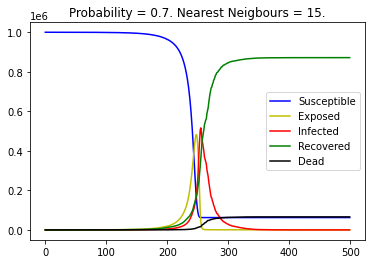 Probability = 0.7. Nearest Neigbours = 15.
1e6
1.0
0.8
0.6
0.4
0.2
0.0
Susceptible
Exposed
Infected
Recovered
Dead
0 100 200 300 400 500